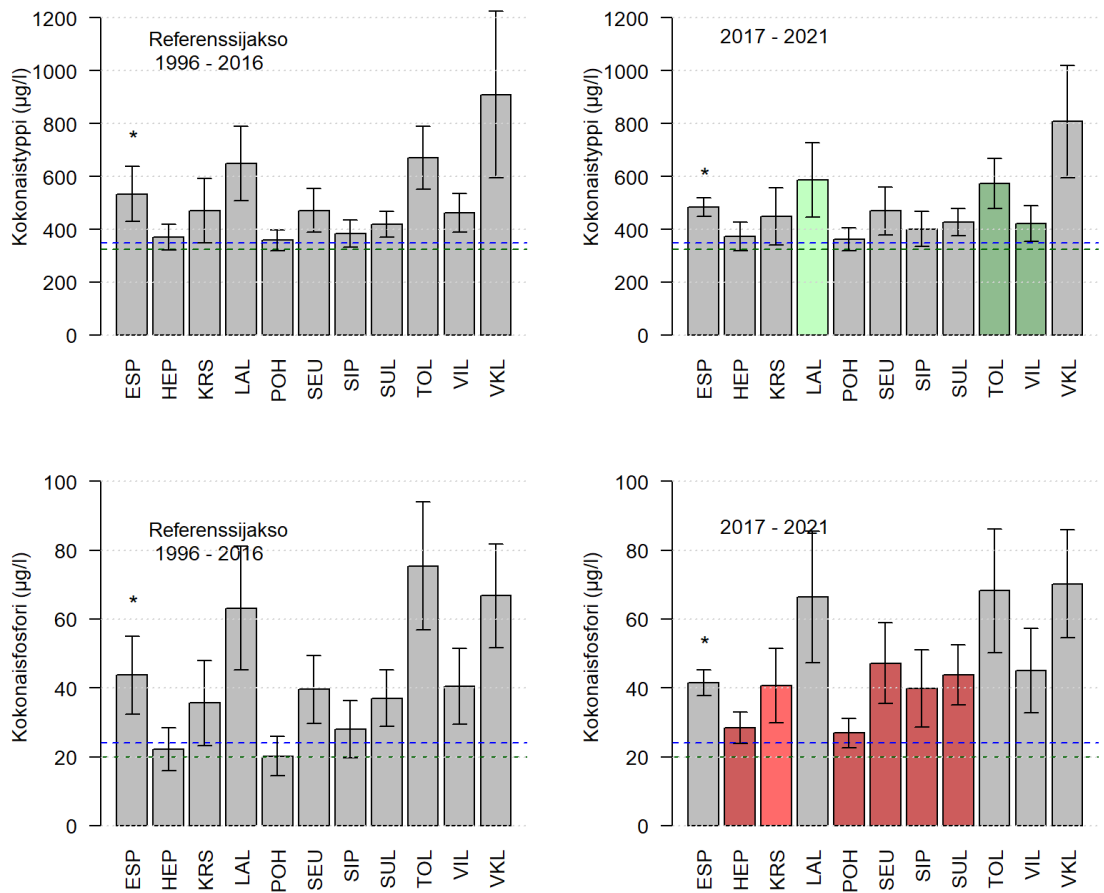 Referenssijakso
1996 - 2016
Kokonaistyppi (µg/l)
1200
1000
800
600
400
200
0
*
ESP
HEP
KRS
LAL
POH
SEU
SIP
SUL
TOL
VIL
VKL
2017 - 2021
Kokonaistyppi (µg/l)
1200
1000
800
600
400
200
0
*
ESP
HEP
KRS
LAL
POH
SEU
SIP
SUL
TOL
VIL
VKL
Referenssijakso
1996 - 2016
Kokonaisfosfori (µg/l)
100
80
60
40
20
0
*
ESP
HEP
KRS
LAL
POH
SEU
SIP
SUL
TOL
VIL
VKL
2017 - 2021
Kokonaisfosfori (µg/l)
100
80
60
40
20
0
*
ESP
HEP
KRS
LAL
POH
SEU
SIP
SUL
TOL
VIL
VKL